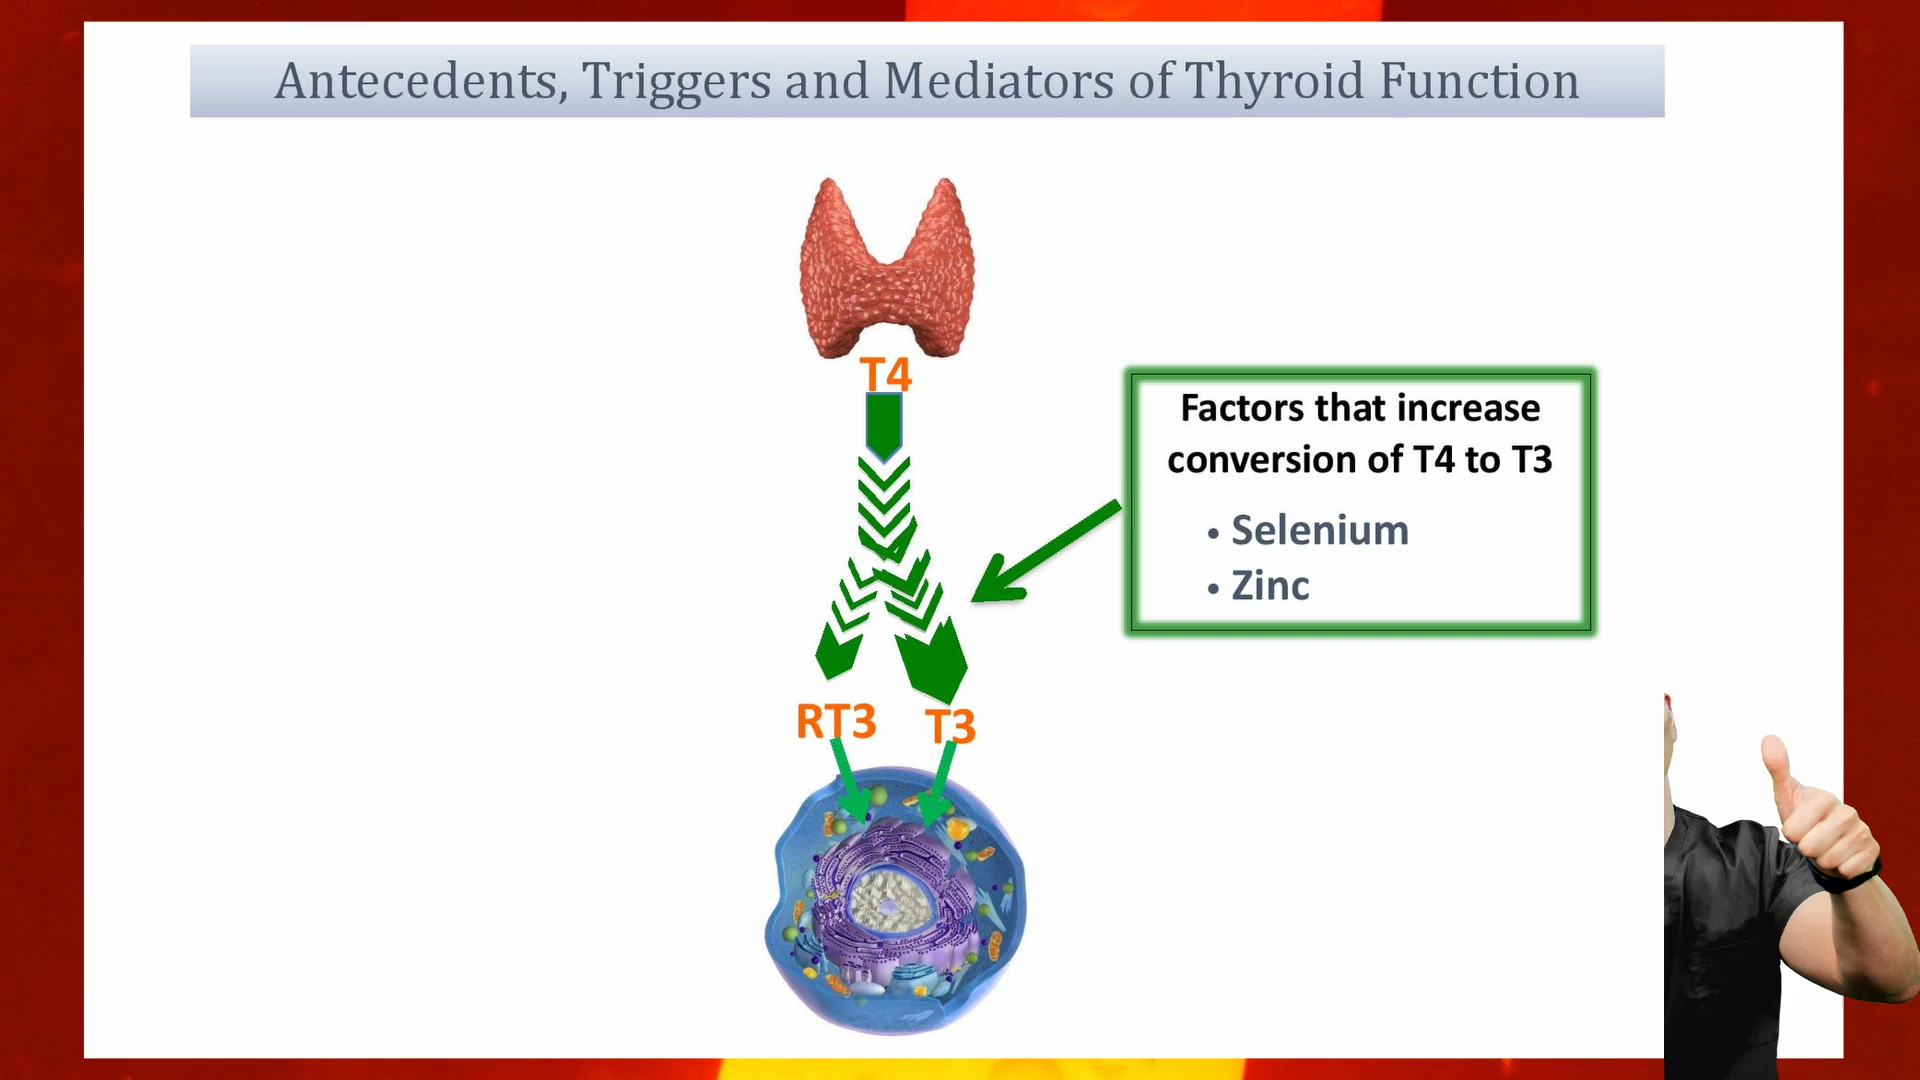 Antecedents, Triggers and Mediators of Thyroid Function
T4
Factors that increase
conversion of T4 to T3
• Selenium
• Zinc
RT3
T3